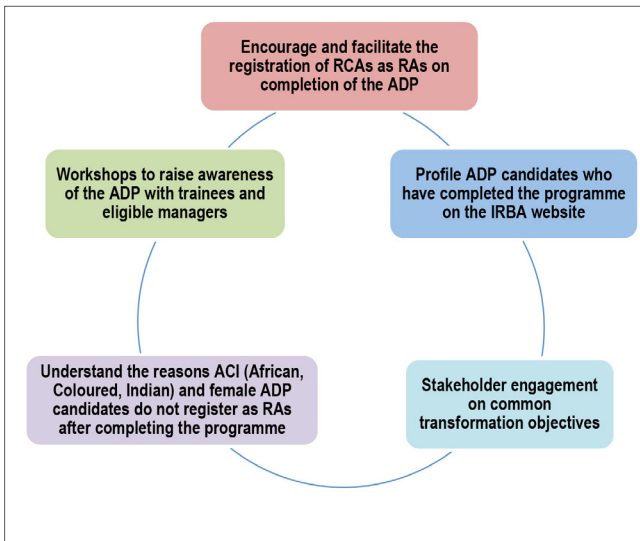 Encourage and facilitate the
registration of RCAs as RAs on
completion of the ADP
Workshops to raise awareness
of the ADP with trainees and
eligible managers
Profile ADP candidates who
have completed the programme
on the IRBA website
Understand the reasons ACI (African,
Coloured, Indian) and female ADP
candidates do not register as RAs
after completing the programme
Stakeholder engagement
on common
transformation objectives